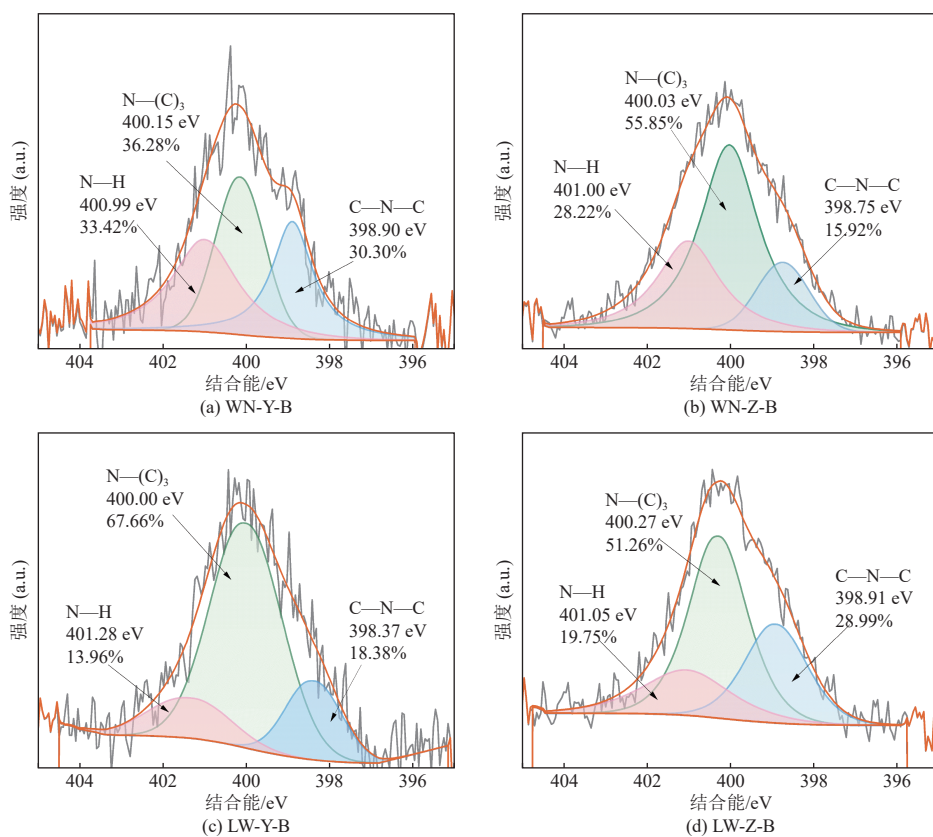 N—(C)₃
400.15 eV
36.28%
N—H
400.99 eV
33.42%
C—N—C
398.90 eV
30.30%
强度 (a.u.)
404 402 400 398 396
结合能/eV
(a) WN-Y-B
N—(C)₃
400.03 eV
55.85%
N—H
401.00 eV
28.22%
C—N—C
398.75 eV
15.92%
强度 (a.u.)
404 402 400 398 396
结合能/eV
(b) WN-Z-B
N—(C)₃
400.00 eV
67.66%
N—H
401.28 eV
13.96%
C—N—C
398.37 eV
18.38%
强度 (a.u.)
404 402 400 398 396
结合能/eV
(c) LW-Y-B
N—(C)₃
400.27 eV
51.26%
N—H
401.05 eV
19.75%
C—N—C
398.91 eV
28.99%
强度 (a.u.)
404 402 400 398 396
结合能/eV
(d) LW-Z-B